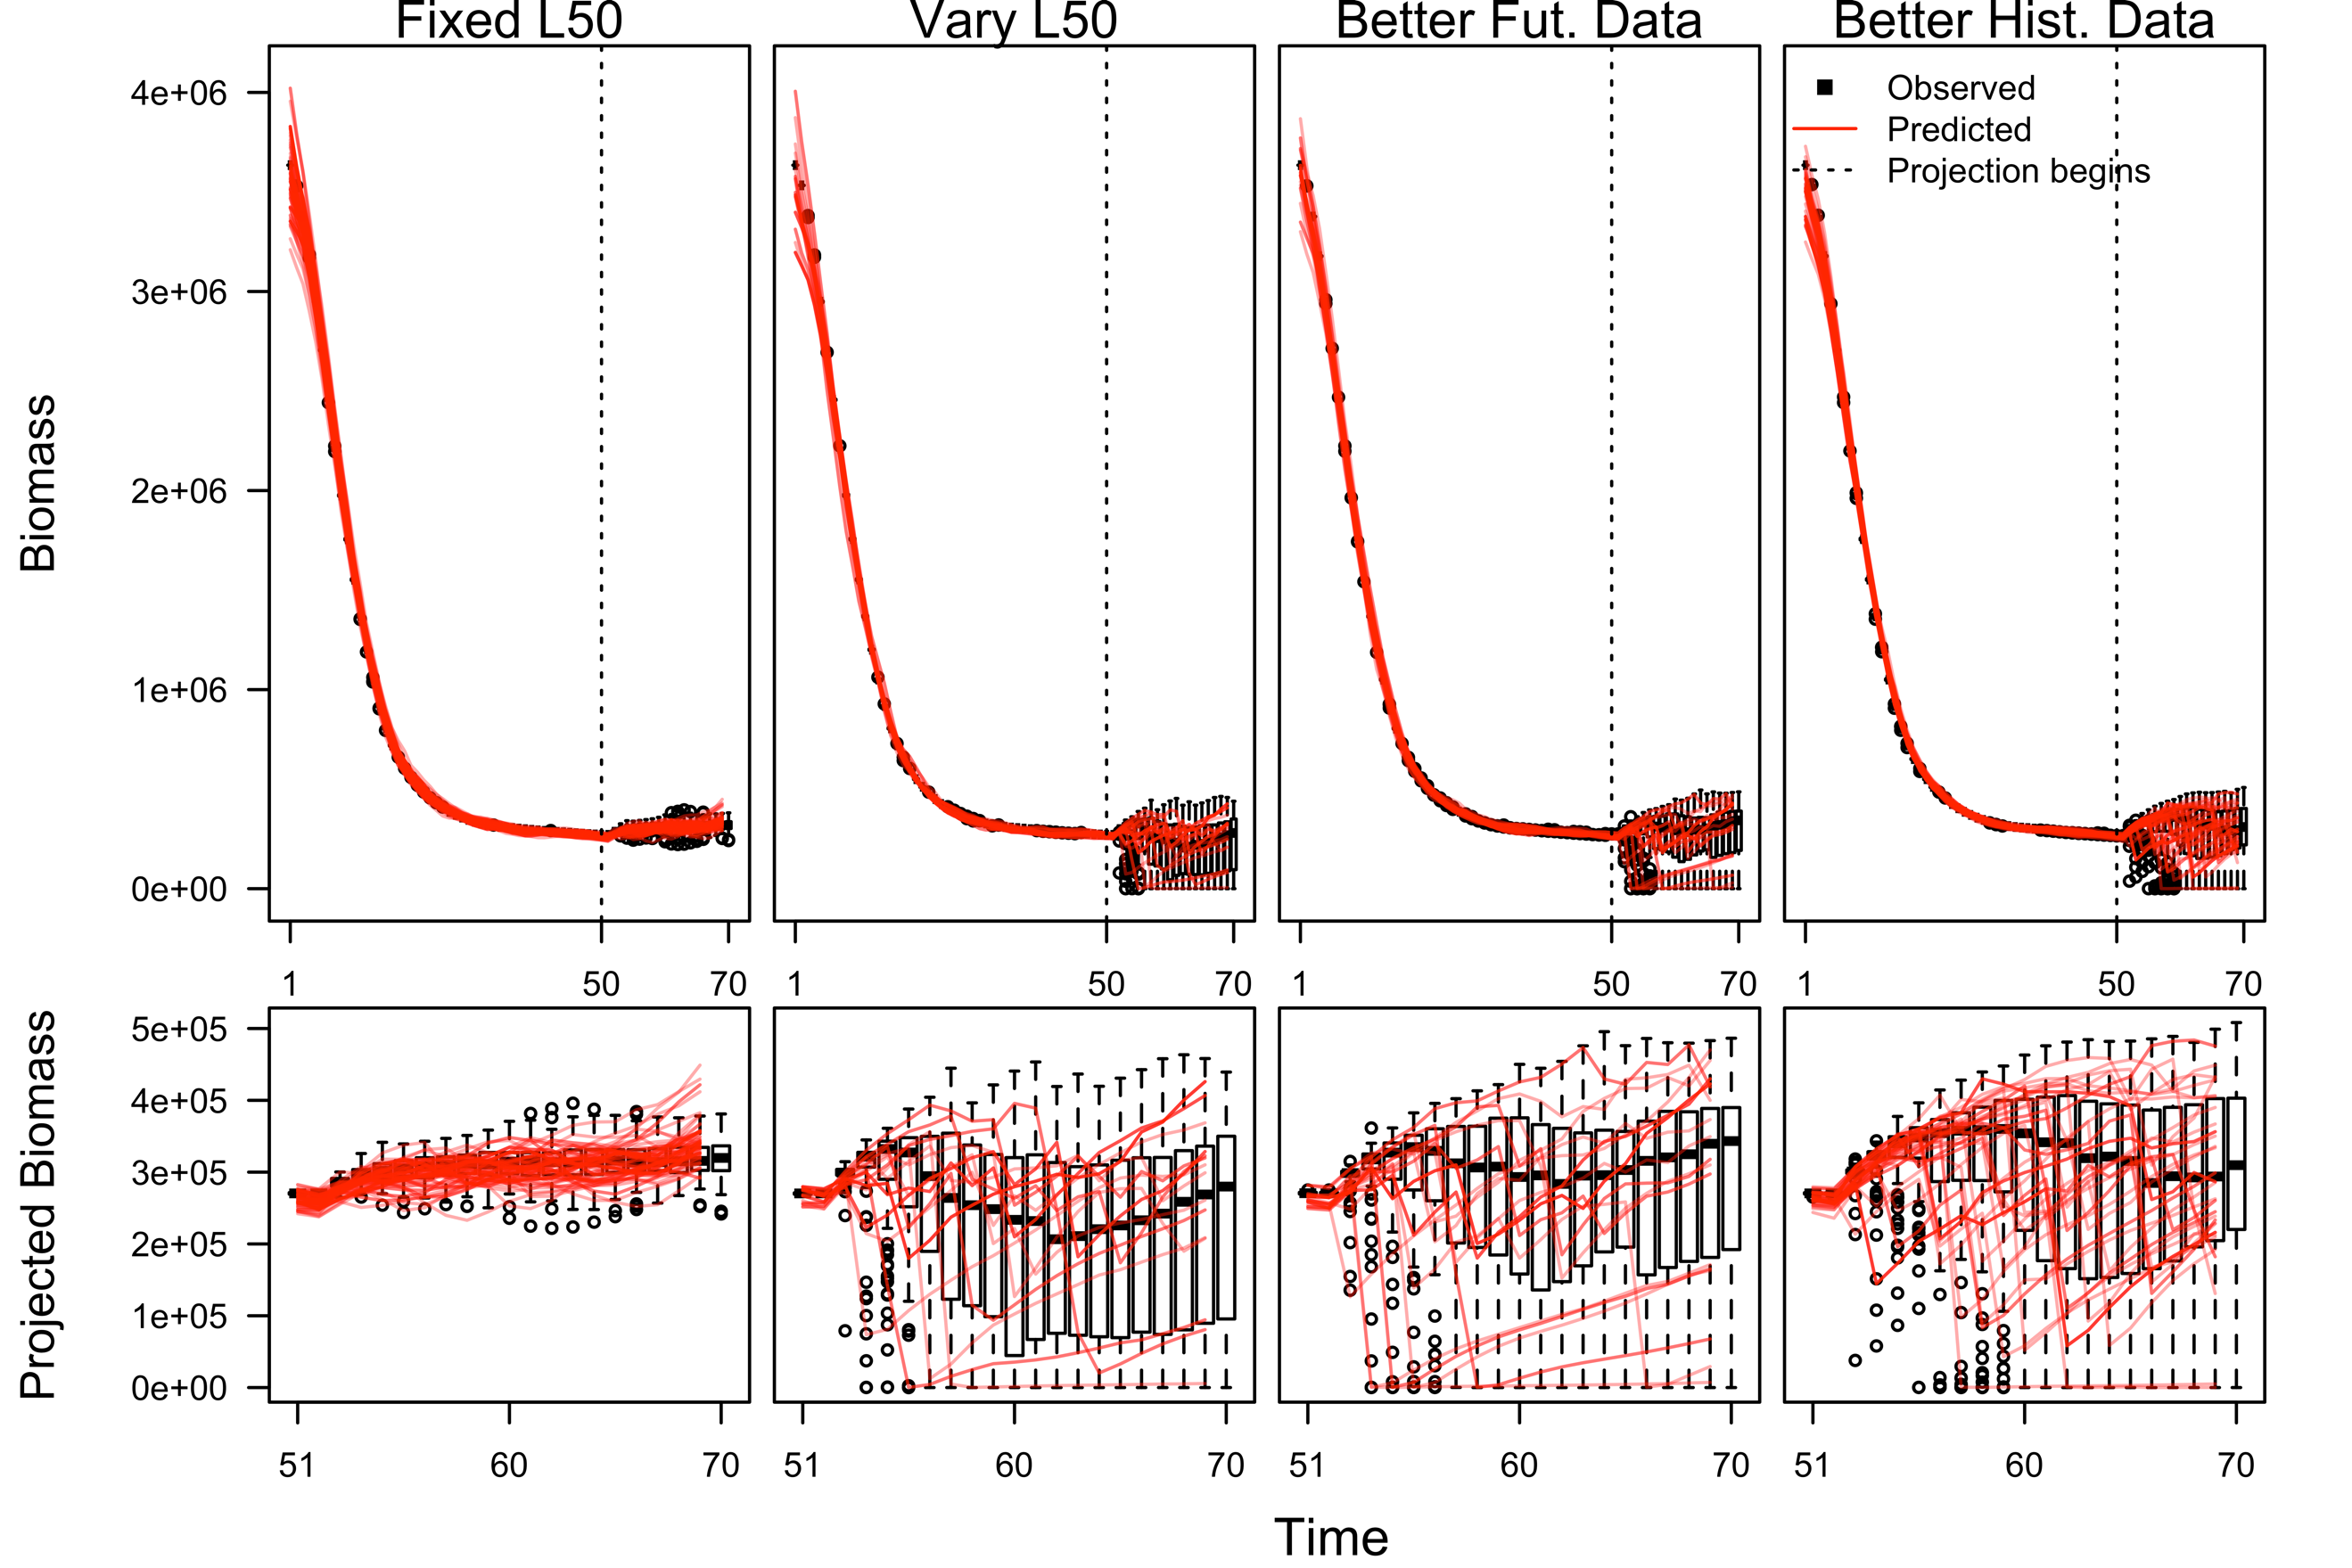 Fixed L50
Vary L50
Better Fut. Data
Better Hist. Data
Observed
Predicted
Projection begins
Biomass
4e+06
3e+06
2e+06
1e+06
0e+00
1 50 70
1 50 70
1 50 70
1 50 70
Projected Biomass
5e+05
4e+05
3e+05
2e+05
1e+05
0e+00
51 60 70
51 60 70
51 60 70
51 60 70
Time